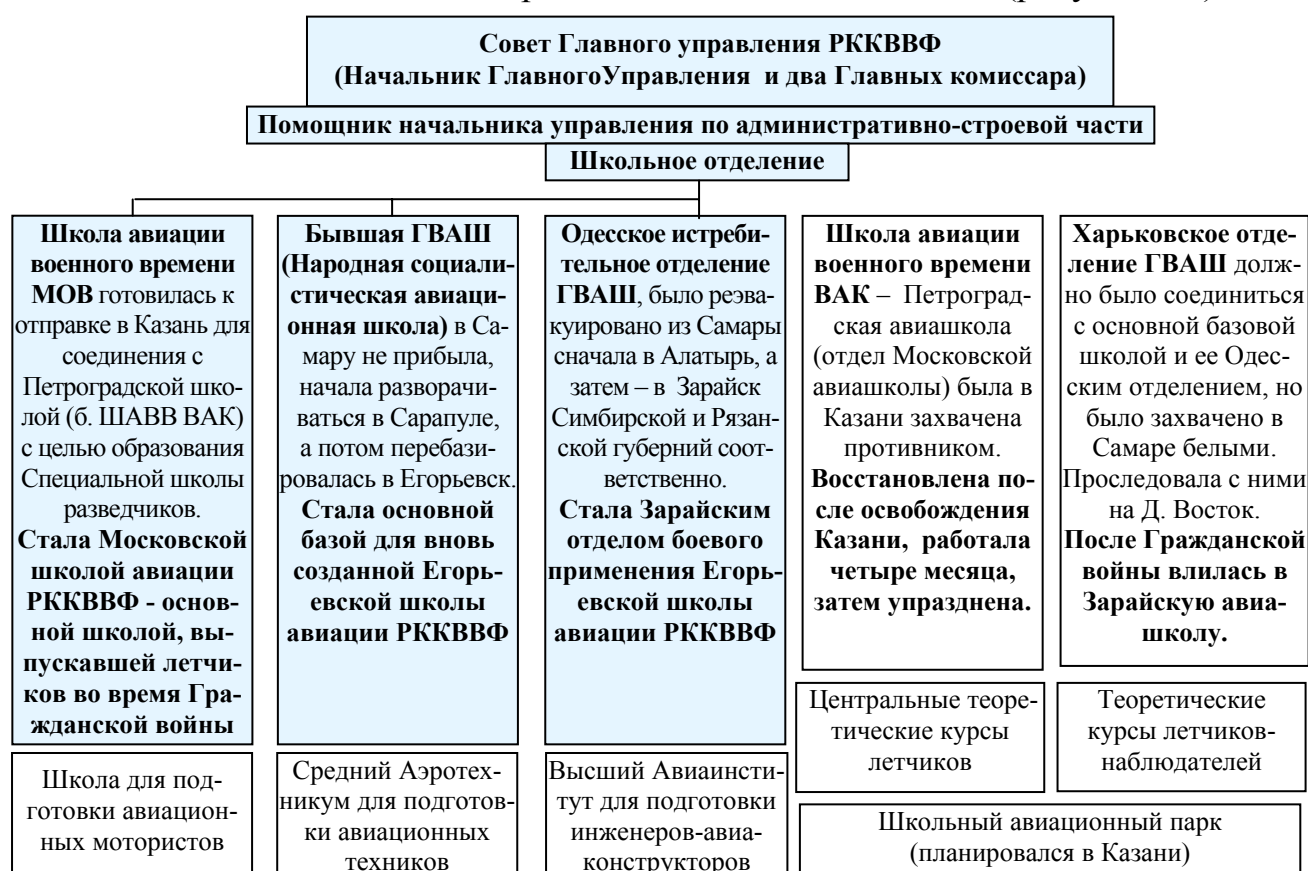 Совет Главного управления РККВВФ
(Начальник ГлавногоУправления и два Главных комиссара)
Помощник начальника управления по административно-строевой части
Школьное отделение
Школа авиации
военного времени
МОВ готовилась к
отправке в Казань для
соединения с
Петроградской шко-
лой (б. ШАВВ ВАК)
с целью образования
Специальной школы
разведчиков.
Стала Московской
школой авиации
РККВВФ - основ-
ной школой, вы-
пускавшей летчи-
ков во время Гра-
жданской войны
Бывшая ГВАШ
(Народная социали-
стическая авиаци-
онная школа) в Са-
мару не прибыла,
начала разворачи-
ваться в Сарапуле,
а потом перебази-
ровалась в Егорьевск.
Стала основной
базой для вновь
созданной Егорь-
евской школы
авиации РККВВФ
Одесское истреби-
тельное отделение
ГВАШ, было реэва-
куировано из Самары
сначала в Алатырь, а
затем – в Зарайск
Симбирской и Рязан-
ской губерний соот-
ветственно.
Стала Зарайским
отделом боевого
применения Егорь-
евской школы
авиации РККВВФ
Школа авиации
военного времени
ВАК – Петроград-
ская авиашкола
(отдел Московской
авиашколы) была в
Казани захвачена
противником.
Восстановлена по-
сле освобождения
Казани, работала
четыре месяца,
затем упразднена.
Харьковское отде-
ление ГВАШ долж-
но было соединиться
с основной базовой
школой и ее Одес-
ским отделением, но
было захвачено в
Самаре белыми.
Проследовала с ними
на Д. Восток.
После Гражданской
войны влилась в
Зарайскую авиа-
школу.
Центральные теоре-
тические курсы
летчиков
Теоретические
курсы летчиков-
наблюдателей
Школа для под-
готовки авиацион-
ных мотористов
Средний Аэротех-
никум для подготов-
ки авиационных
техников
Высший Авиаинсти-
тут для подготовки
инженеров-авиа-
конструкторов
Школьный авиационный парк
(планировался в Казани)